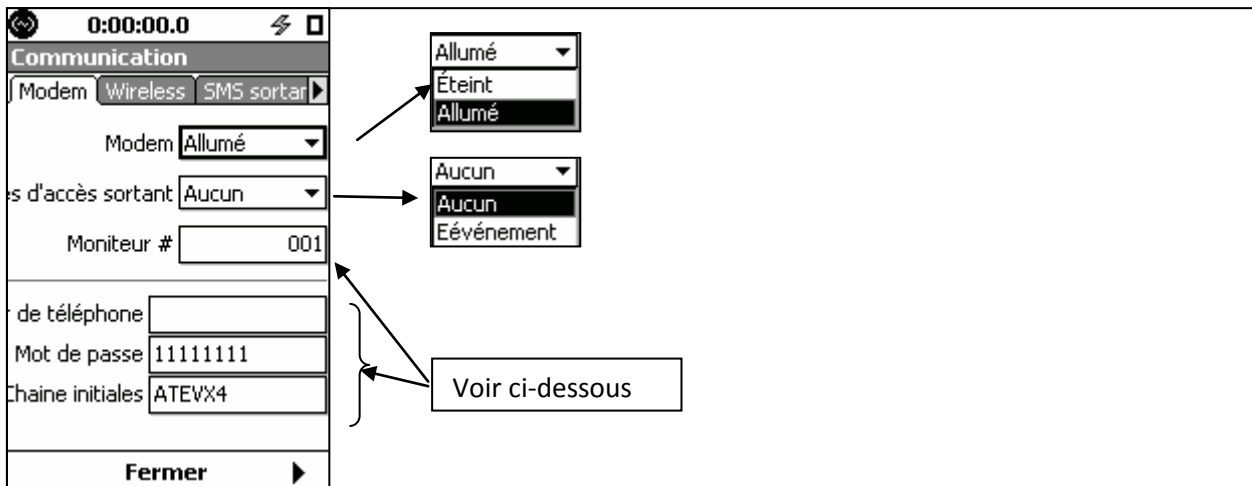 0:00:00.0
Communication
Modem Wireless SMS sortar
Modem Allumé
s d'accès sortant Aucun
Moniteur # 001
de téléphone
Mot de passe 11111111
Chaine initiales ATEVX4
Fermer
Allumé
Éteint
Allumé
Aucun
Aucun
Eévénement
Voir ci-dessous